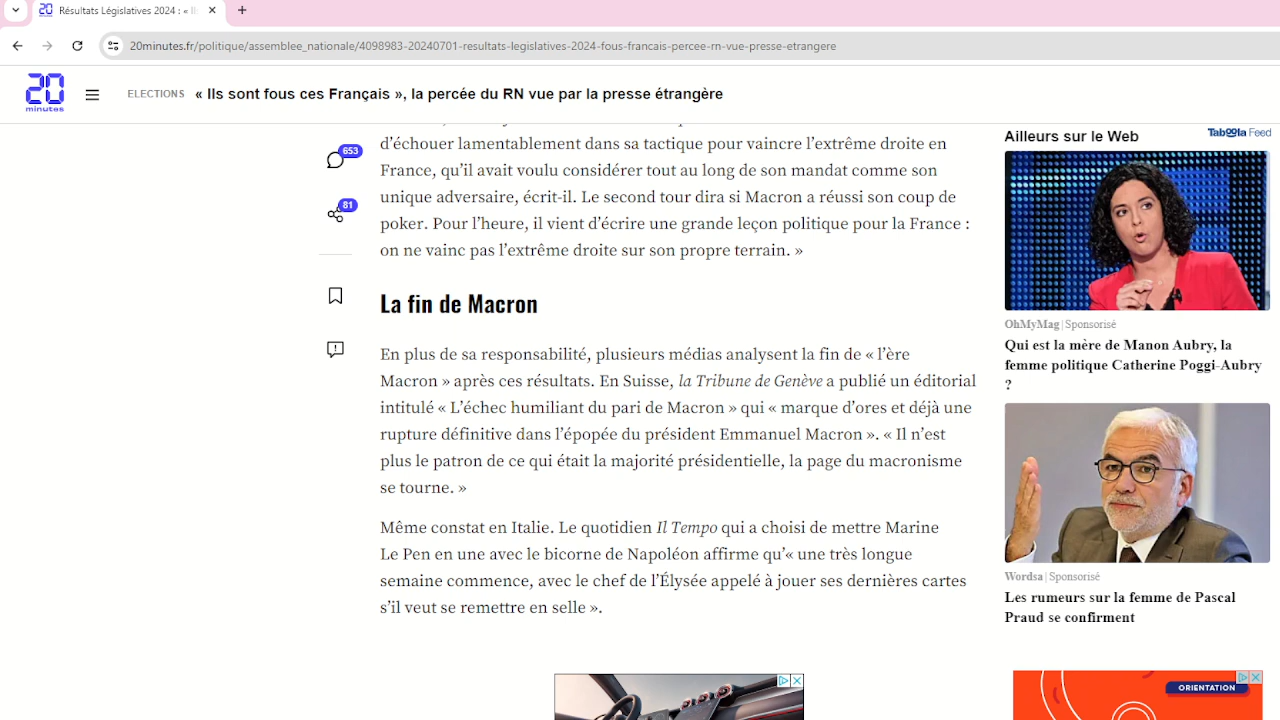 Résultats Législatives 2024 : « I
20minutes.fr/politique/assemblee_nationale/4098983-20240701-resultats-legislatives-2024-fous-francais-percee-rn-vue-presse-etrangere
20
minutes
ELECTIONS
« Ils sont fous ces Français », la percée du RN vue par la presse étrangère
653
81
d’échouer lamentablement dans sa tactique pour vaincre l’extrême droite en
France, qu’il avait voulu considérer tout au long de son mandat comme son
unique adversaire, écrit-il. Le second tour dira si Macron a réussi son coup de
poker. Pour l’heure, il vient d’écrire une grande leçon politique pour la France :
on ne vainc pas l’extrême droite sur son propre terrain. »
La fin de Macron
En plus de sa responsabilité, plusieurs médias analysent la fin de « l’ère
Macron » après ces résultats. En Suisse, la Tribune de Genève a publié un éditorial
intitulé « L’échec humiliant du pari de Macron » qui « marque d’ores et déjà une
rupture définitive dans l’épopée du président Emmanuel Macron ». « Il n’est
plus le patron de ce qui était la majorité présidentielle, la page du macronisme
se tourne. »
Même constat en Italie. Le quotidien Il Tempo qui a choisi de mettre Marine
Le Pen en une avec le bicorne de Napoléon affirme qu’« une très longue
semaine commence, avec le chef de l’Élysée appelé à jouer ses dernières cartes
s’il veut se remettre en selle ».
Ailleurs sur le Web
Taboola Feed
OhMyMag | Sponsorisé
Qui est la mère de Manon Aubry, la
femme politique Catherine Poggi-Aubry
?
Wordsa | Sponsorisé
Les rumeurs sur la femme de Pascal
Praud se confirment
ORIENTATION